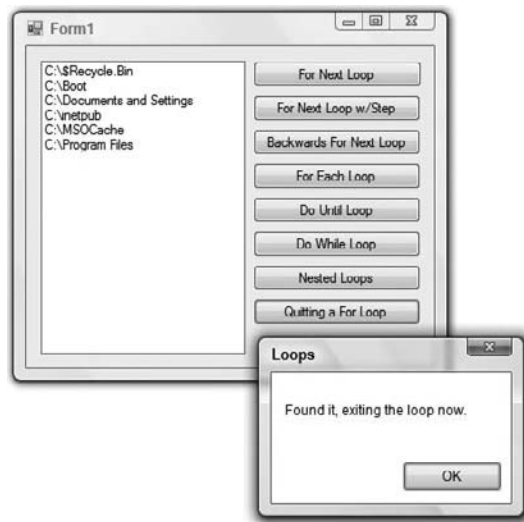 Form1
C:\$Recycle.Bin
C:\Boot
C:\Documents and Settings
C:\inetpub
C:\MSOCache
C:\Program Files
For Next Loop
For Next Loop w/Step
Backwards For Next Loop
For Each Loop
Do Until Loop
Do While Loop
Nested Loops
Quitting a For Loop
Loops
Found it, exiting the loop now.
OK